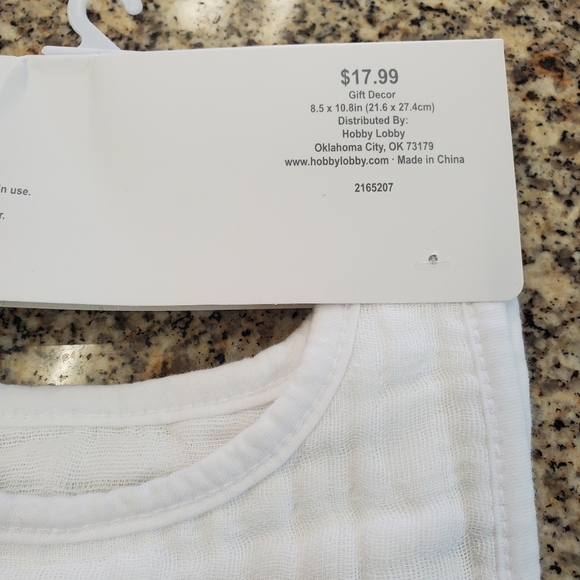 $17.99
Gift Decor
8.5 x 10.8in (21.6 x 27.4cm)
Distributed By:
Hobby Lobby
Oklahoma City, OK 73179
www.hobbylobby.com · Made in China
2165207
in use.